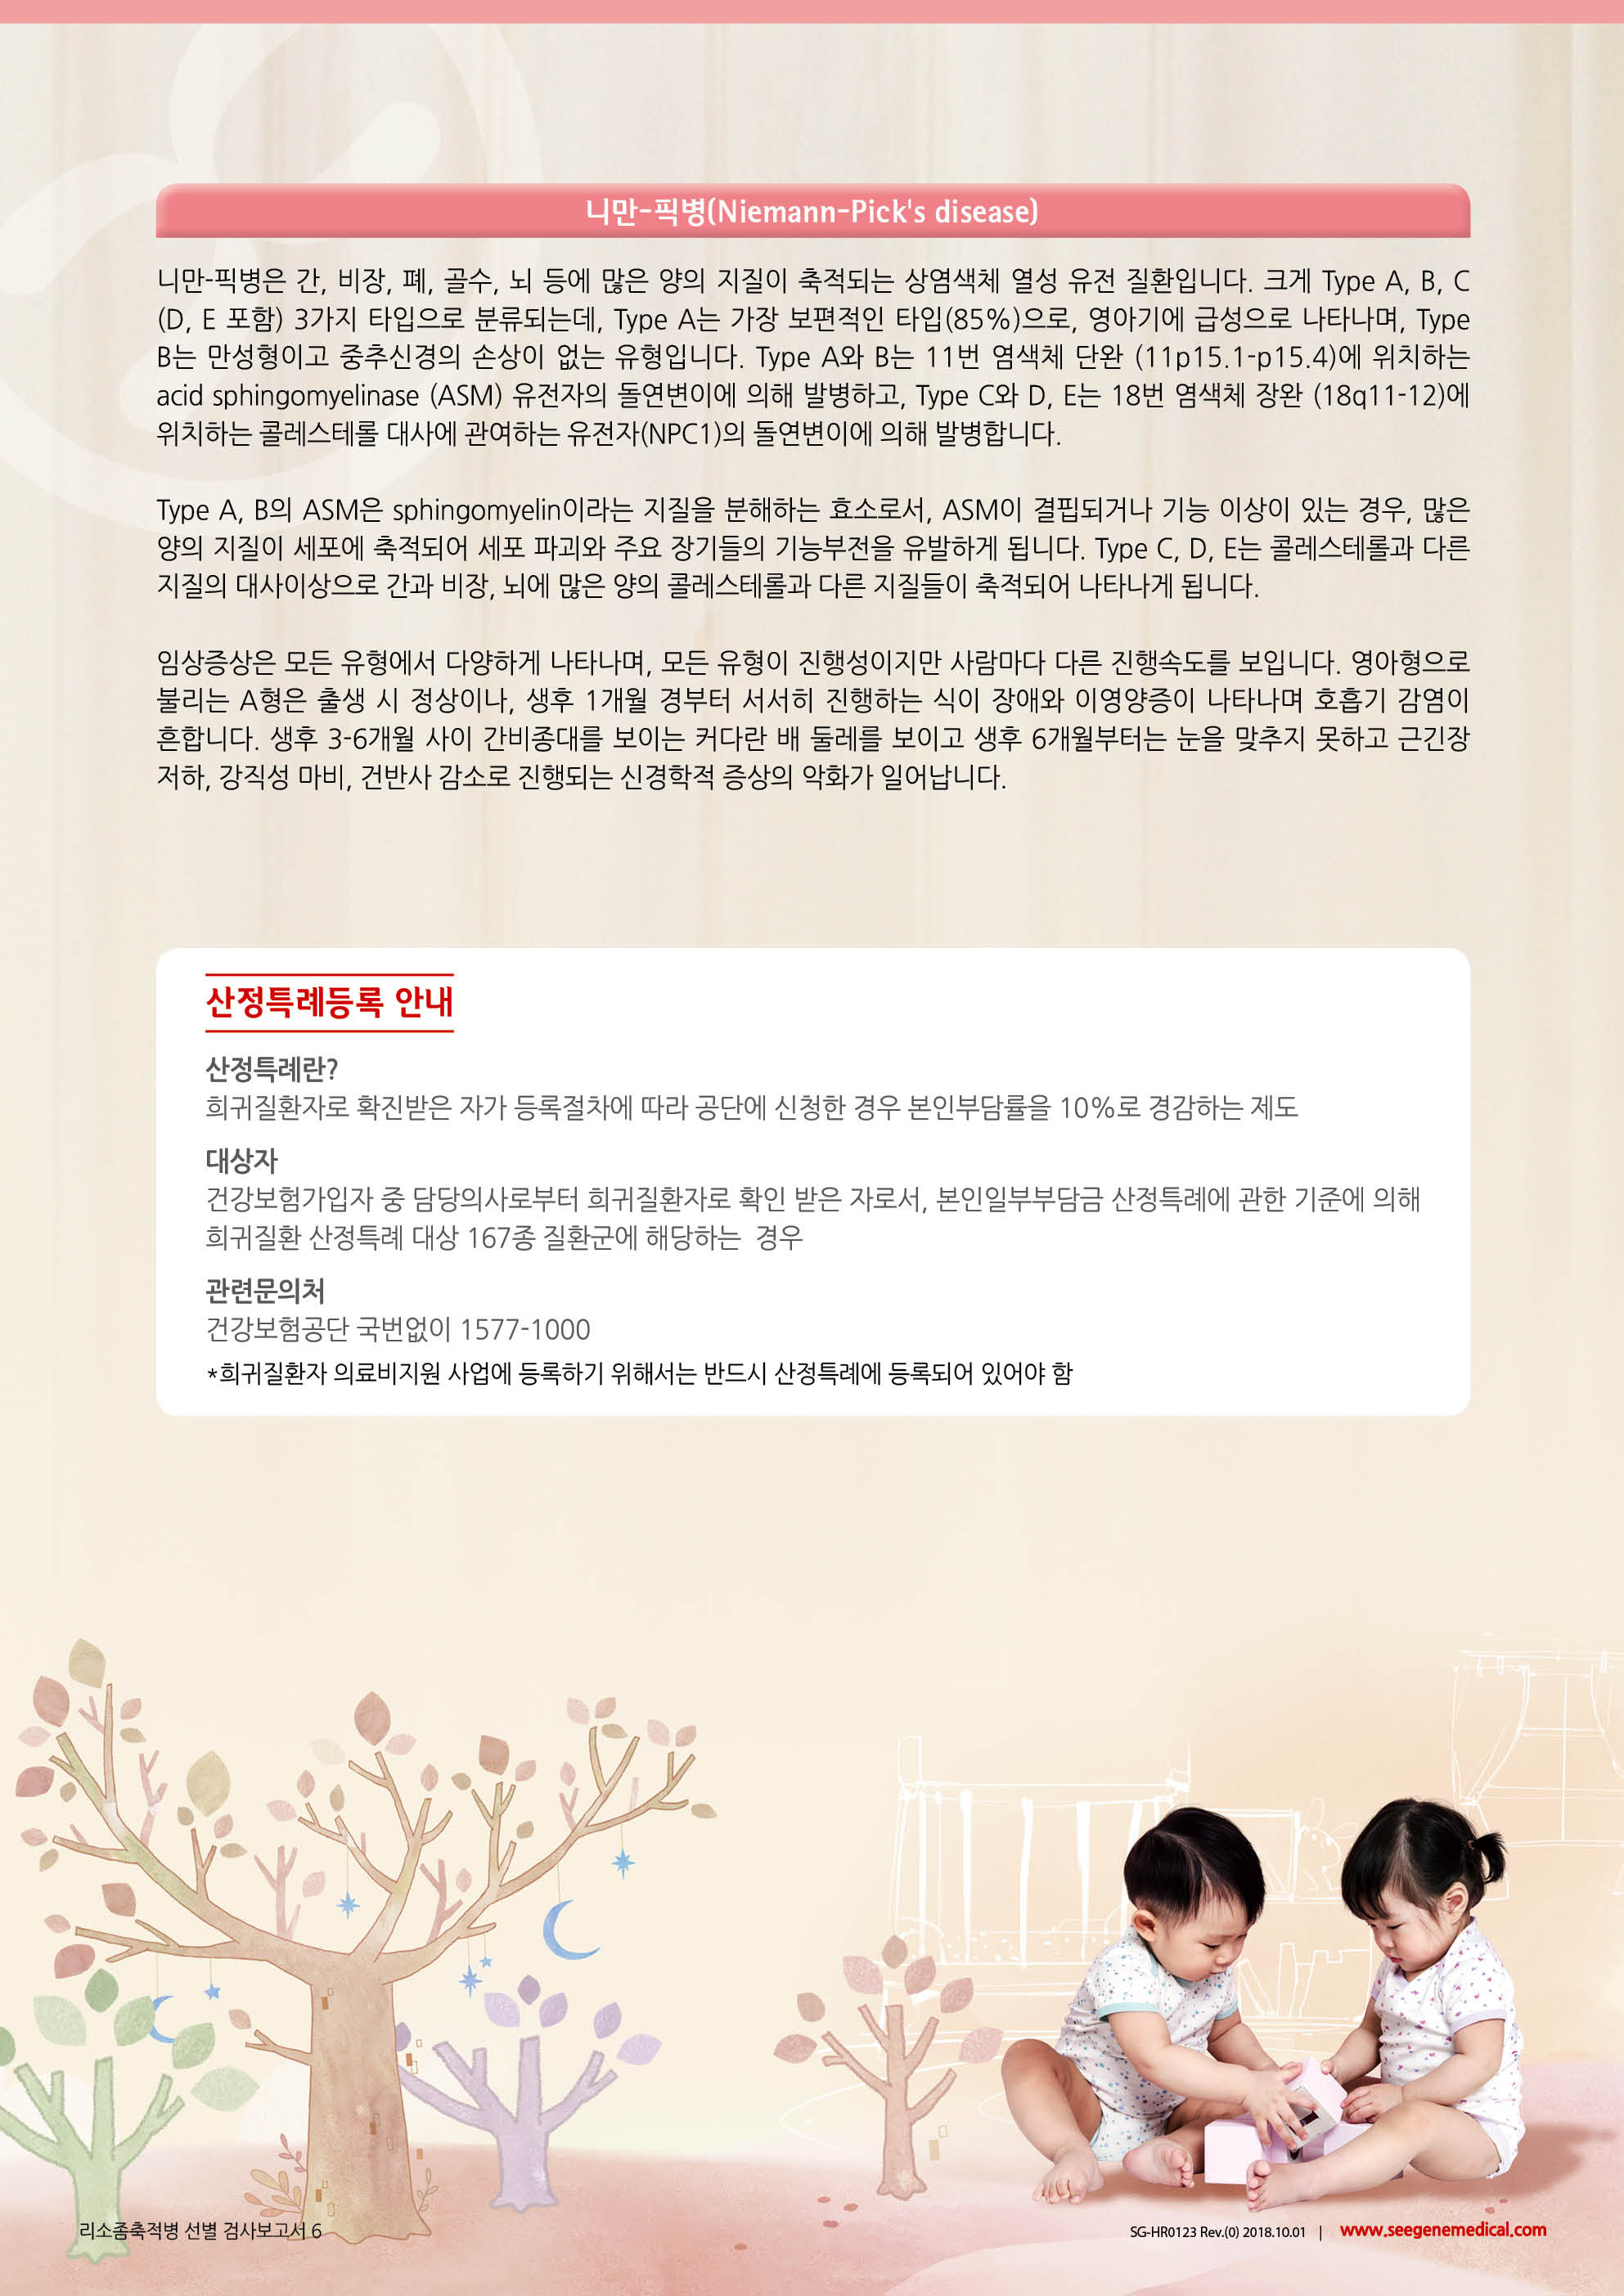 니만-픽병(Niemann-Pick's disease)
니만-픽병은 간, 비장, 폐, 골수, 뇌 등에 많은 양의 지질이 축적되는 상염색체 열성 유전 질환입니다. 크게 Type A, B, C
(D, E 포함) 3가지 타입으로 분류되는데, Type A는 가장 보편적인 타입(85%)으로, 영아기에 급성으로 나타나며, Type
B는 만성형이고 중추신경의 손상이 없는 유형입니다. Type A와 B는 11번 염색체 단완 (11p15.1-p15.4)에 위치하는
acid sphingomyelinase (ASM) 유전자의 돌연변이에 의해 발병하고, Type C와 D, E는 18번 염색체 장완 (18q11-12)에
위치하는 콜레스테롤 대사에 관여하는 유전자(NPC1)의 돌연변이에 의해 발병합니다.
Type A, B의 ASM은 sphingomyelin이라는 지질을 분해하는 효소로서, ASM이 결핍되거나 기능 이상이 있는 경우, 많은
양의 지질이 세포에 축적되어 세포 파괴와 주요 장기들의 기능부전을 유발하게 됩니다. Type C, D, E는 콜레스테롤과 다른
지질의 대사이상으로 간과 비장, 뇌에 많은 양의 콜레스테롤과 다른 지질들이 축적되어 나타나게 됩니다.
임상증상은 모든 유형에서 다양하게 나타나며, 모든 유형이 진행성이지만 사람마다 다른 진행속도를 보입니다. 영아형으로
불리는 A형은 출생 시 정상이나, 생후 1개월 경부터 서서히 진행하는 식이 장애와 이영양증이 나타나며 호흡기 감염이
흔합니다. 생후 3-6개월 사이 간비종대를 보이는 커다란 배 둘레를 보이고 생후 6개월부터는 눈을 맞추지 못하고 근긴장
저하, 강직성 마비, 건반사 감소로 진행되는 신경학적 증상의 악화가 일어납니다.
산정특례등록 안내
산정특례란?
희귀질환자로 확진받은 자가 등록절차에 따라 공단에 신청한 경우 본인부담률을 10%로 경감하는 제도
대상자
건강보험가입자 중 담당의사로부터 희귀질환자로 확인 받은 자로서, 본인일부부담금 산정특례에 관한 기준에 의해
희귀질환 산정특례 대상 167종 질환군에 해당하는 경우
관련문의처
건강보험공단 국번없이 1577-1000
*희귀질환자 의료비지원 사업에 등록하기 위해서는 반드시 산정특례에 등록되어 있어야 함
리소좀축적병 선별 검사보고서 6
SG-HR0123 Rev.(0) 2018.10.01 | www.seegenemedical.com